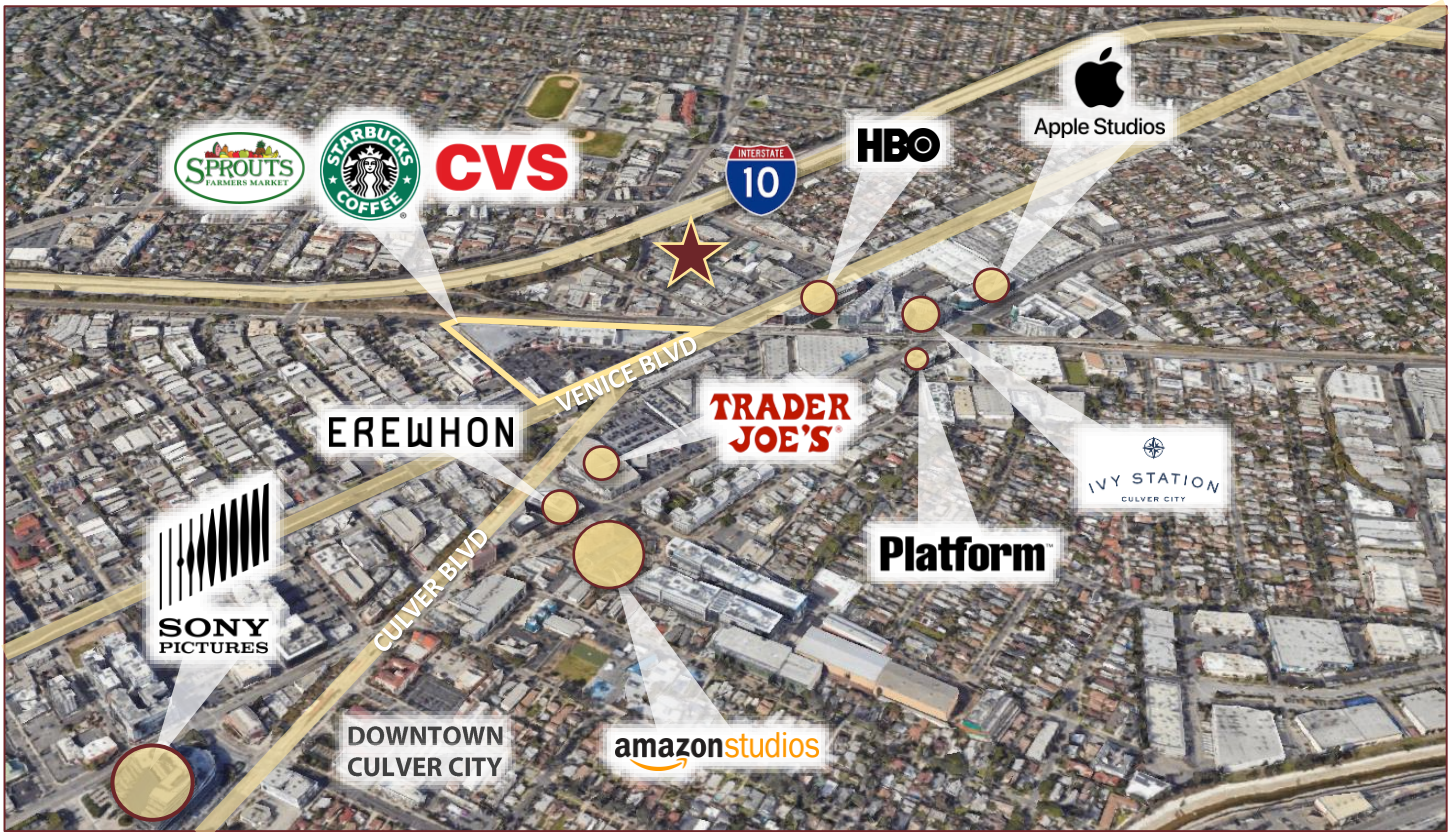 Apple Studios
HBO
INTERSTATE
10
SPROUTS
FARMERS MARKET
STARBUCKS
COFFEE
®
CVS
VENICE BLVD
TRADER
JOE'S®
EREWHON
IVY STATION
CULVER CITY
Platform™
SONY
PICTURES
CULVER BLVD
DOWNTOWN
CULVER CITY
amazonstudios